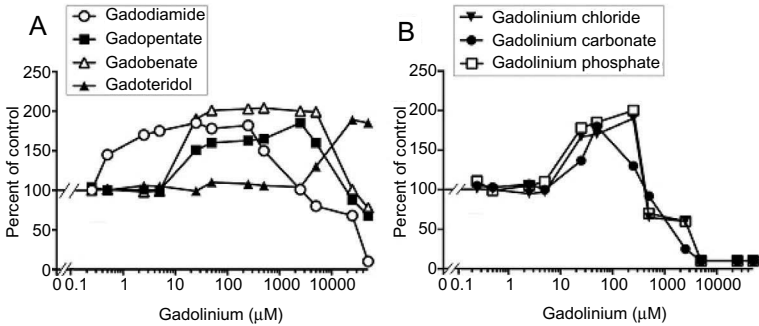 A
Gadodiamide
Gadopentate
Gadobenate
Gadoteridol
Percent of control
250
200
150
100
50
0
0 0.1 1 10 100 1000 10000
Gadolinium (μM)
B
Gadolinium chloride
Gadolinium carbonate
Gadolinium phosphate
Percent of control
250
200
150
100
50
0
0 0.1 1 10 100 1000 10000
Gadolinium (μM)